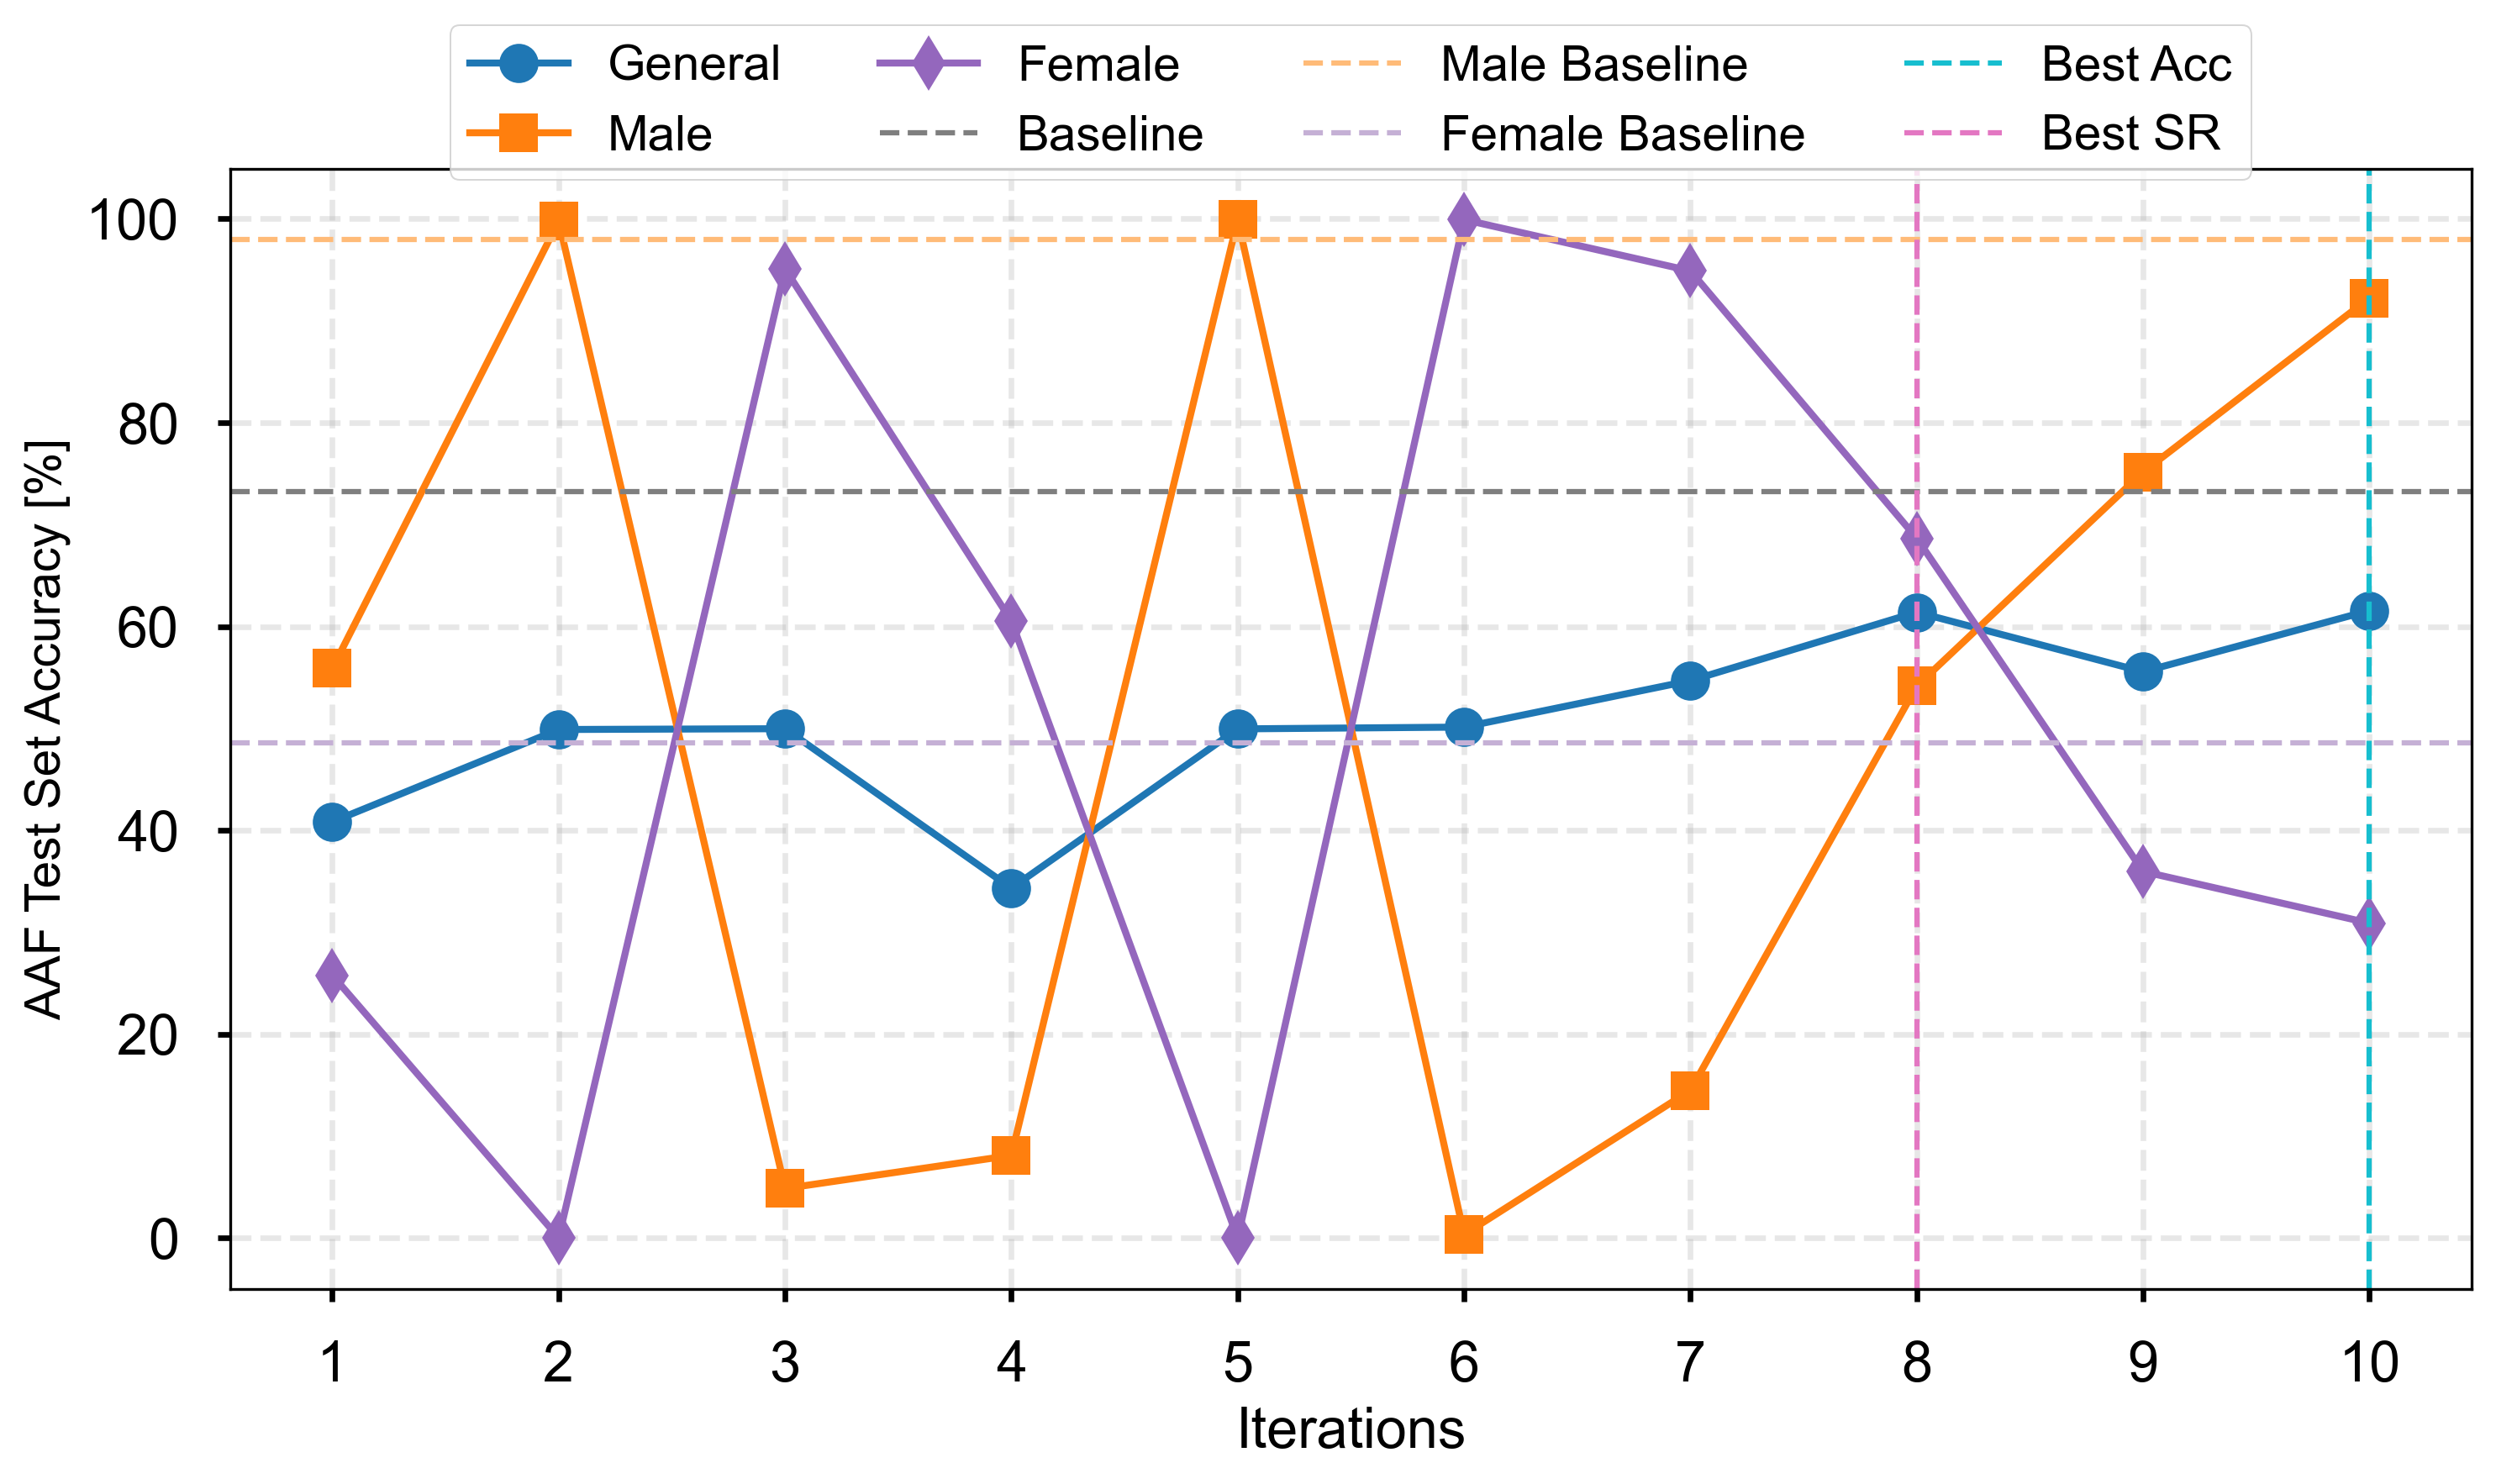 General
Male
Female
Baseline
Male Baseline
Female Baseline
Best Acc
Best SR
AAF Test Set Accuracy [%]
100
80
60
40
20
0
1 2 3 4 5 6 7 8 9 10
Iterations